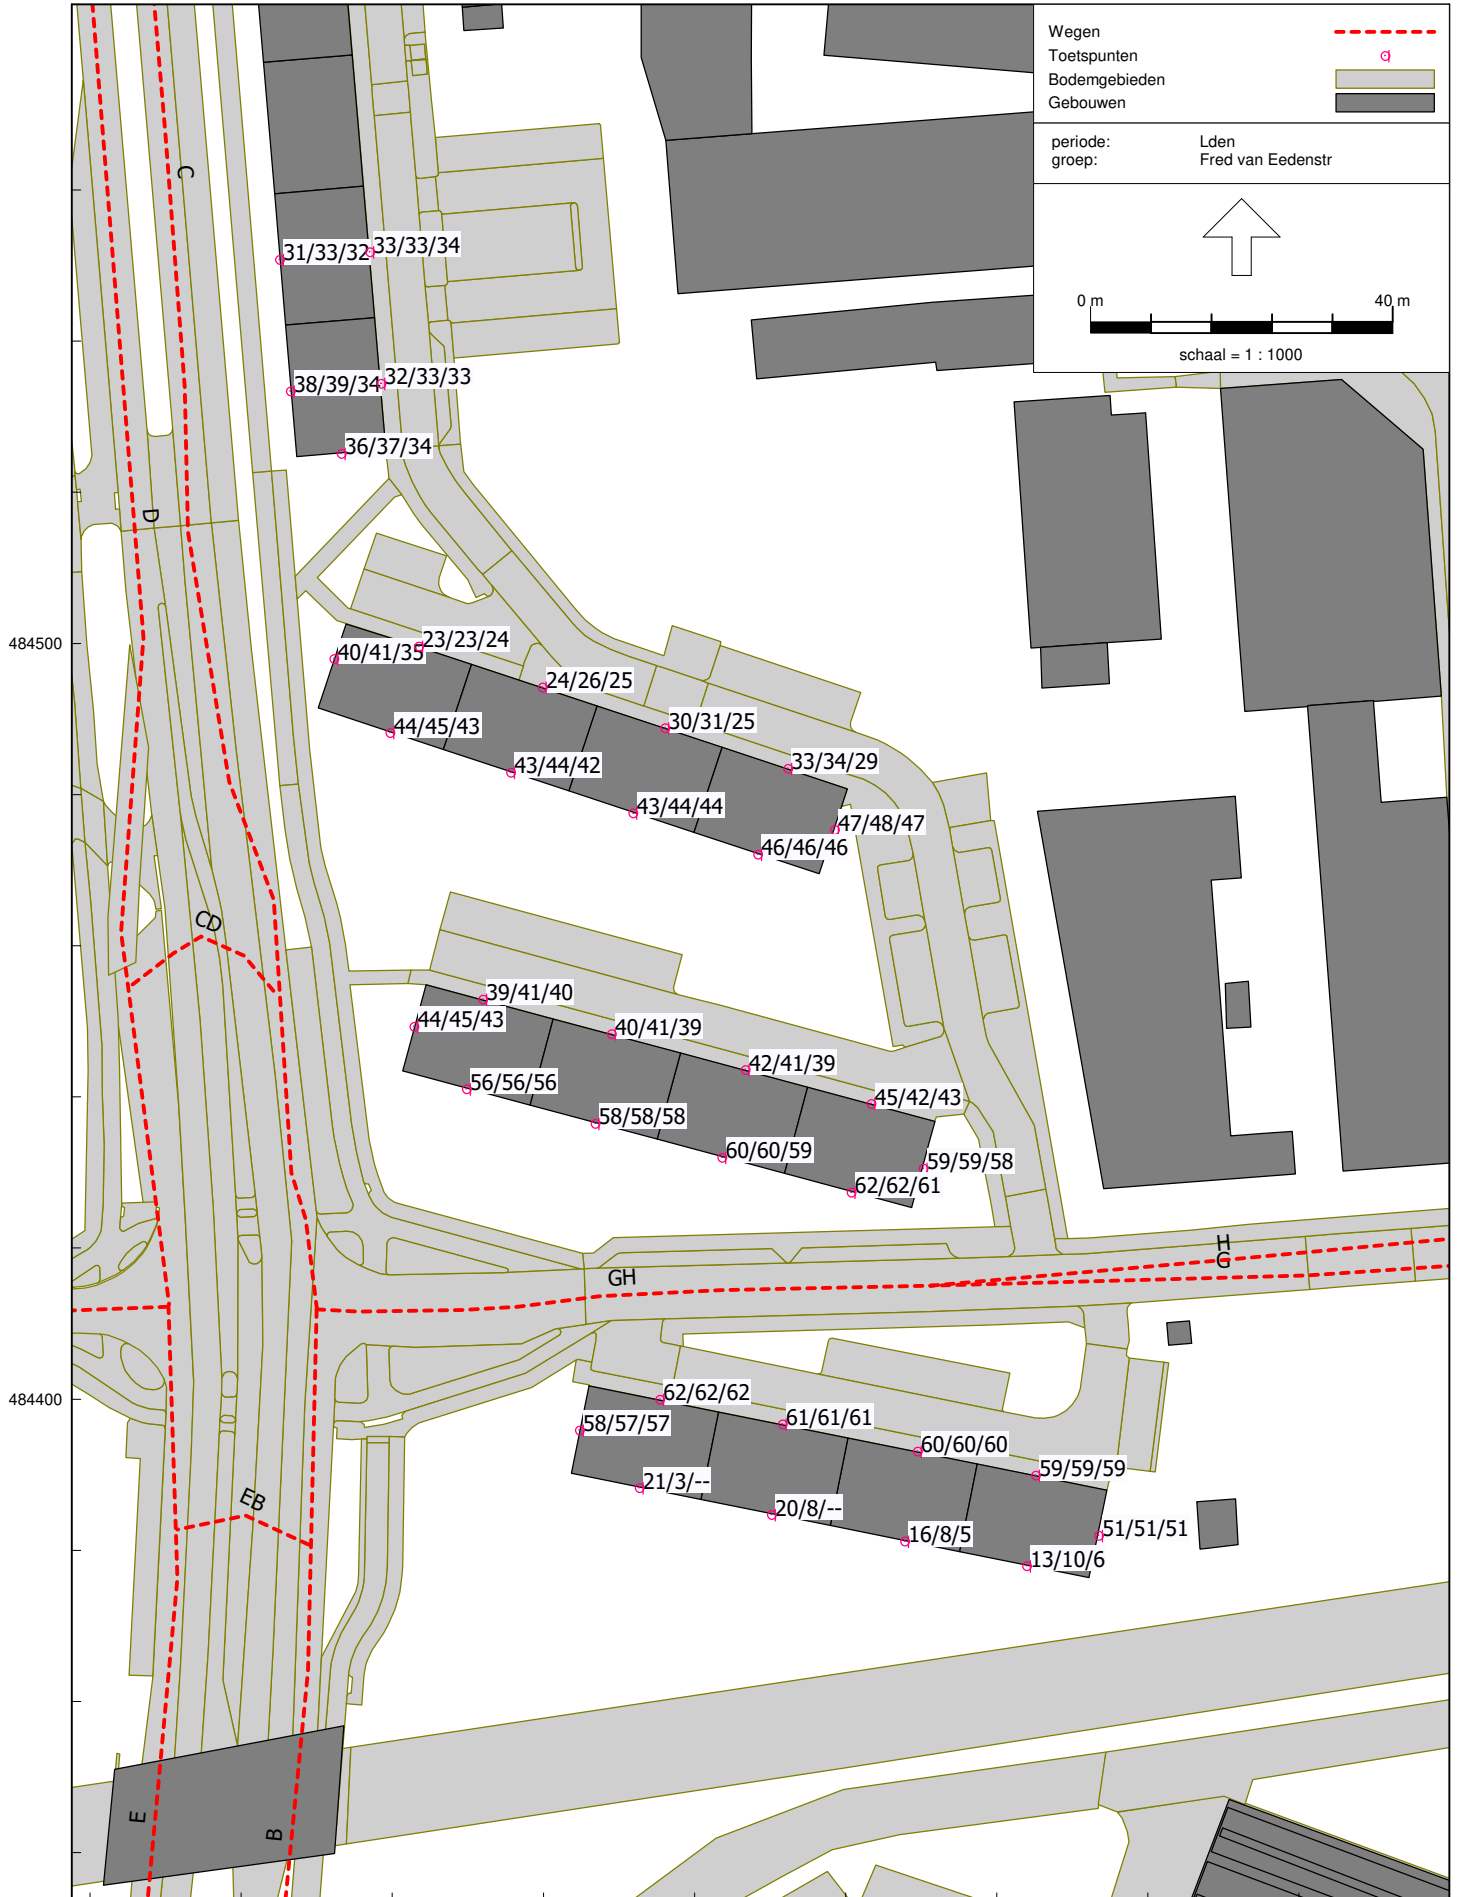 Wegen
Toetspunten
Bodemgebieden
Gebouwen
periode: Lden
groep: Fred van Eedenstr
0 m 40 m
schaal = 1 : 1000
C
31/33/32
33/33/34
38/39/34
32/33/33
36/37/34
D
484500
40/41/35
23/23/24
24/26/25
44/45/43
30/31/25
43/44/42
33/34/29
43/44/44
47/48/47
46/46/46
CD
39/41/40
44/45/43
40/41/39
42/41/39
56/56/56
45/42/43
58/58/58
60/60/59
59/59/58
62/62/61
H
G
GH
484400
62/62/62
58/57/57
61/61/61
60/60/60
59/59/59
21/3/--
EB
20/8/--
16/8/5
51/51/51
13/10/6
E
B